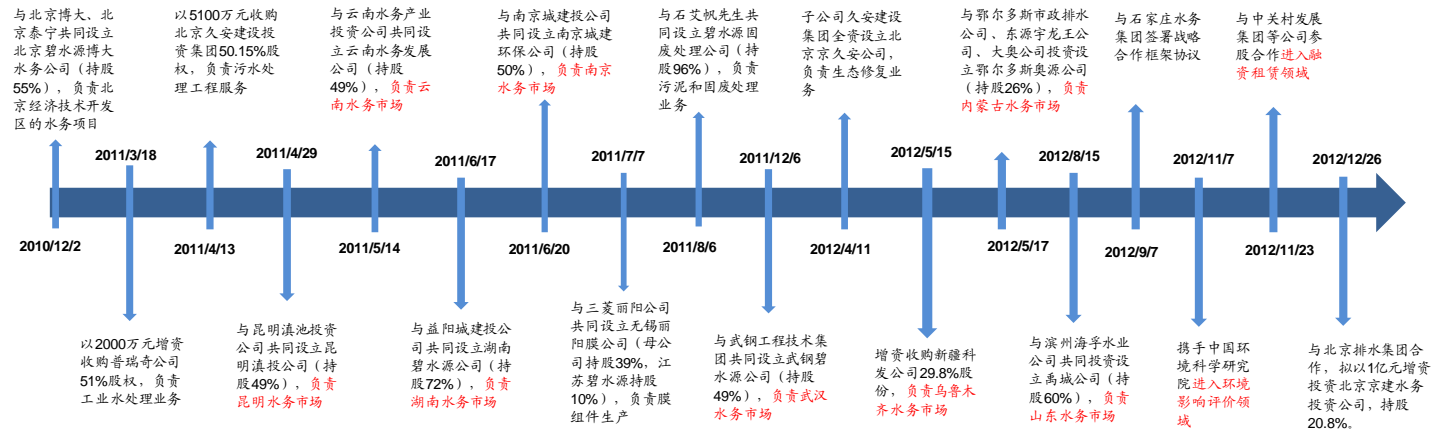 与北京博大、北
京泰宁共同设立
北京碧水源博大
水务公司（持股
55%），负责北
京经济技术开发
区的水务项目
以5100万元收购
北京久安建设投
资集团50.15%股
权，负责污水处
理工程服务
与云南水务产业
投资公司共同设
立云南水务发展
公司（持股
49%），负责云
南水务市场
与南京城建投公司
共同设立南京城建
环保公司（持股
50%），负责南京
水务市场
与石艾帆先生共
同设立碧水源固
废处理公司（持
股96%），负责
污泥和固废处理
业务
子公司久安建设
集团全资设立北
京京久安公司，
负责生态修复业
务
与鄂尔多斯市政排水
公司、东源宇龙王公
司、大奥公司投资设
立鄂尔多斯奥源公司
（持股26%），负责
内蒙古水务市场
与石家庄水务
集团签署战略
合作框架协议
与中关村发展
集团等公司参
股合作进入融
资租赁领域
2011/3/18
2011/4/29
2011/6/17
2011/7/7
2011/12/6
2012/5/15
2012/8/15
2012/11/7
2012/12/26
2010/12/2
2011/4/13
2011/5/14
2011/6/20
2011/8/6
2012/4/11
2012/5/17
2012/9/7
2012/11/23
以2000万元增资
收购普瑞奇公司
51%股权，负责
工业水处理业务
与昆明滇池投资
公司共同设立昆
明滇投公司（持
股49%），负责
昆明水务市场
与益阳城建投公
司共同设立湖南
碧水源公司（持
股72%），负责
湖南水务市场
与三菱丽阳公司
共同设立无锡丽
阳膜公司（母公
司持股39%，江
苏碧水源持股
10%），负责膜
组件生产
与武钢工程技术集
团共同设立武钢碧
水源公司（持股
49%），负责武汉
水务市场
增资收购新疆科
发公司29.8%股
份，负责乌鲁木
齐水务市场
与滨州海孚水业
公司共同投资设
立禹城公司（持
股60%），负责
山东水务市场
携手中国环
境科学研究
院进入环境
影响评价领
域
与北京排水集团合
作，拟以1亿元增资
投资北京京建水务
投资公司，持股
20.8%。